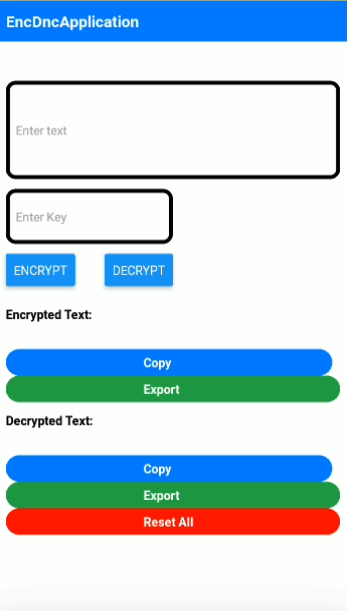 EncDncApplication
Enter text
Enter Key
ENCRYPT DECRYPT
Encrypted Text:
Copy
Export
Decrypted Text:
Copy
Export
Reset All